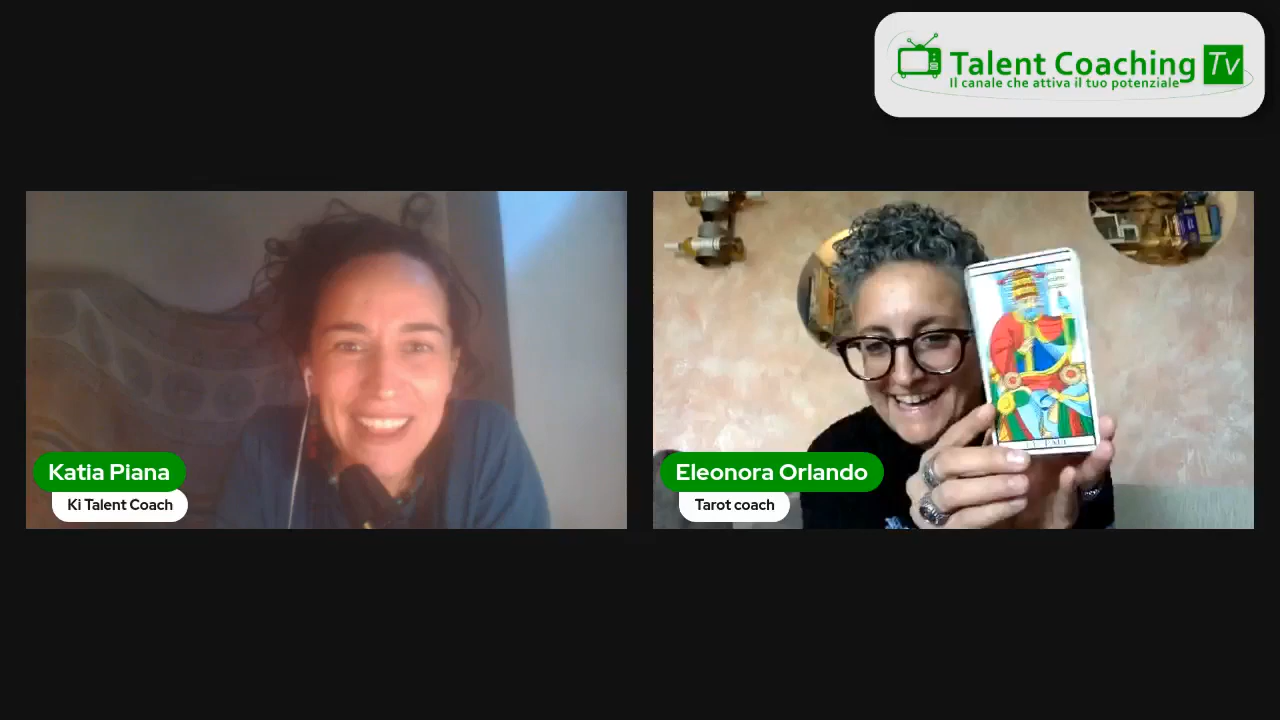 Talent Coaching Tv
Il canale che attiva il tuo potenziale
Katia Piana
Ki Talent Coach
Eleonora Orlando
Tarot coach